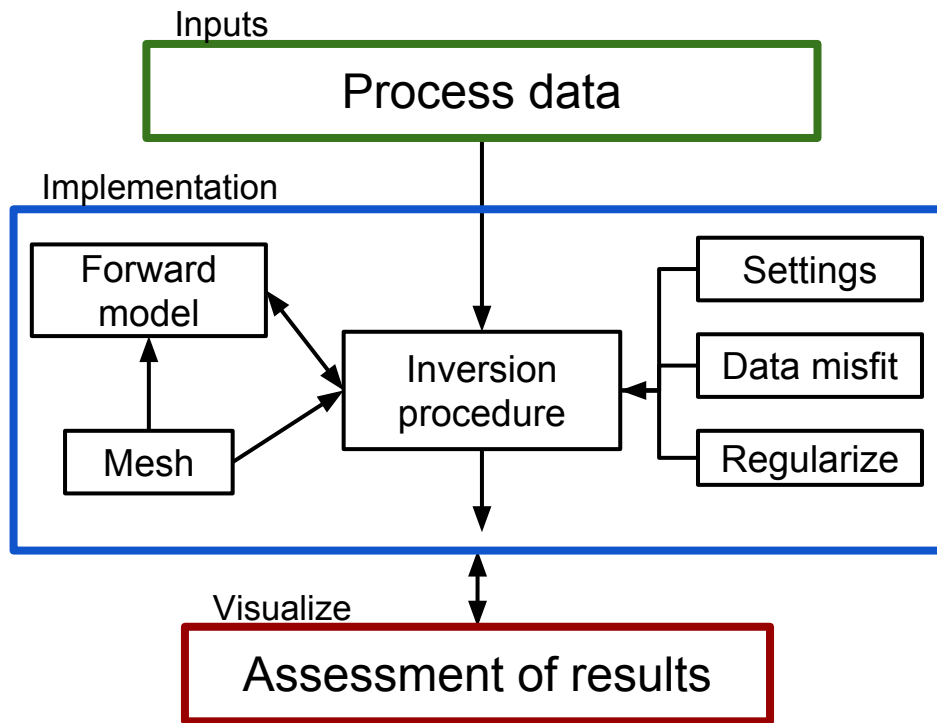 Inputs
Process data
Implementation
Forward
model
Mesh
Inversion
procedure
Settings
Data misfit
Regularize
Visualize
Assessment of results